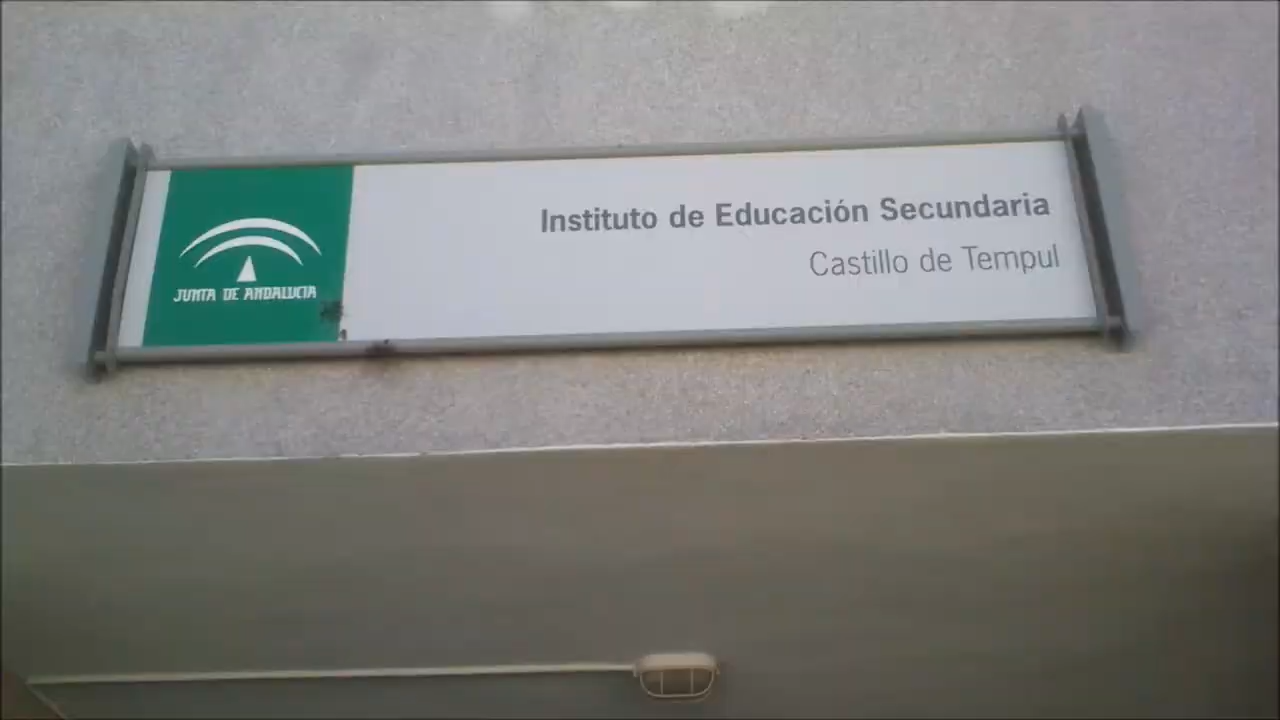 JUNTA DE ANDALUCIA
Instituto de Educación Secundaria
Castillo de Tempul